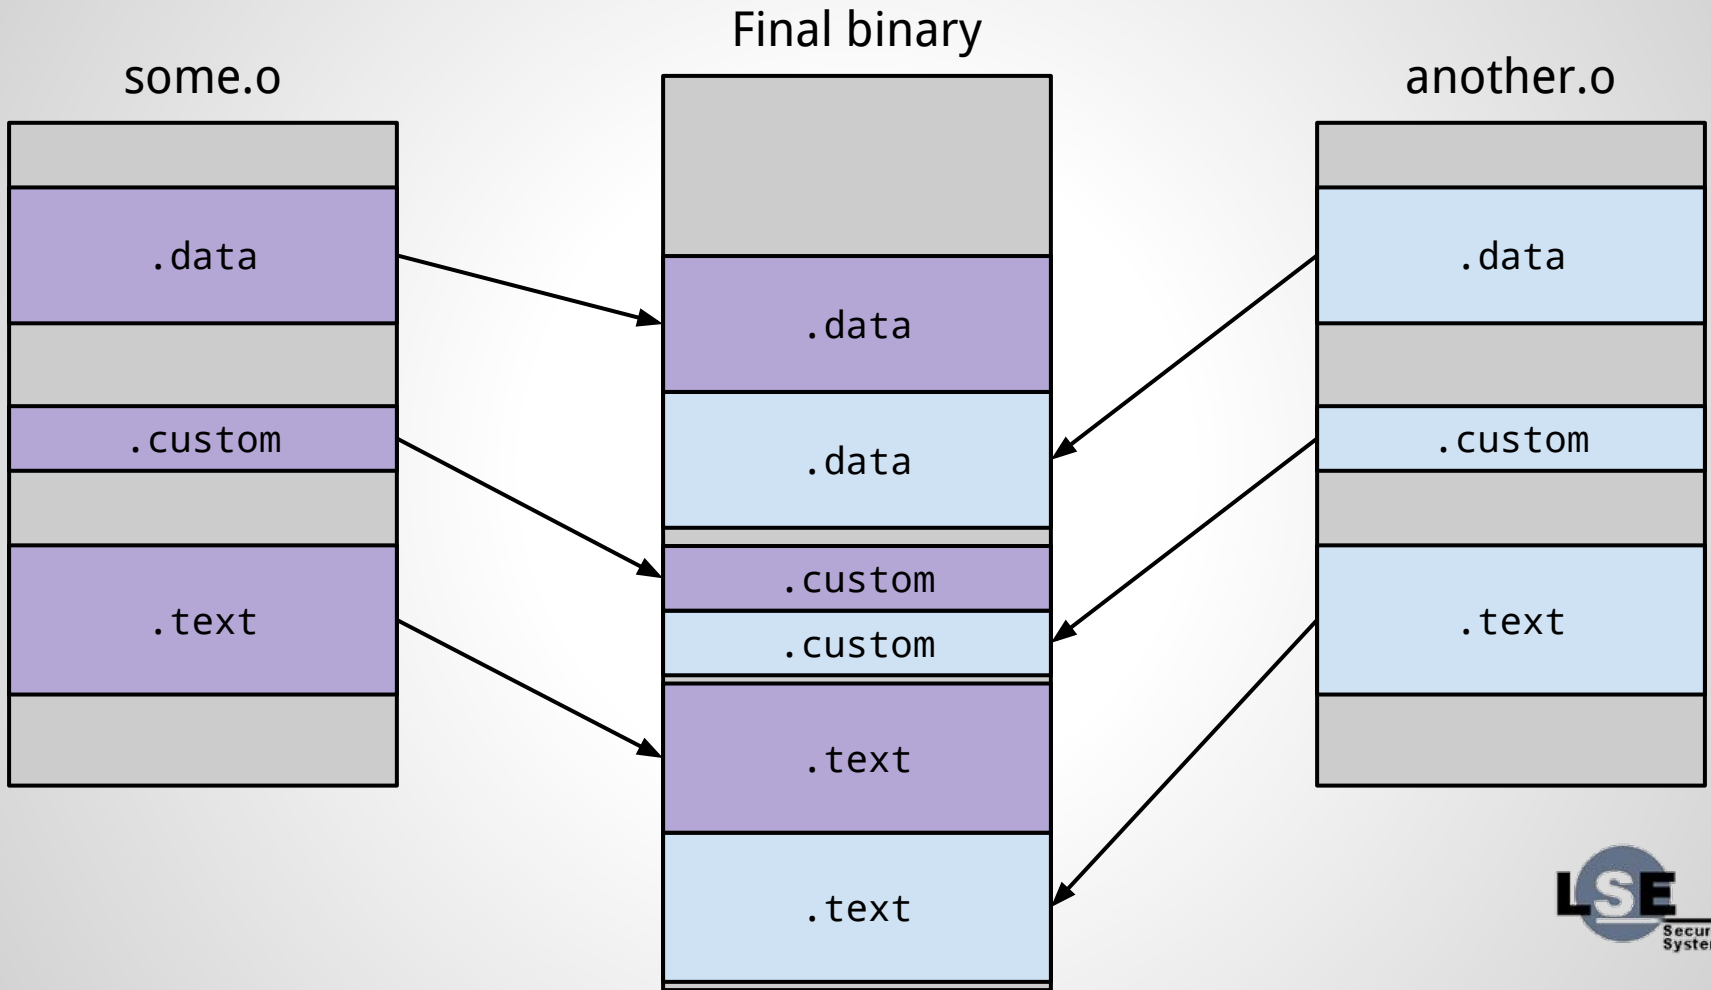 Final binary
some.o
another.o
.data
.custom
.text
.data
.data
.custom
.custom
.text
.text
.data
.custom
.text
LSE